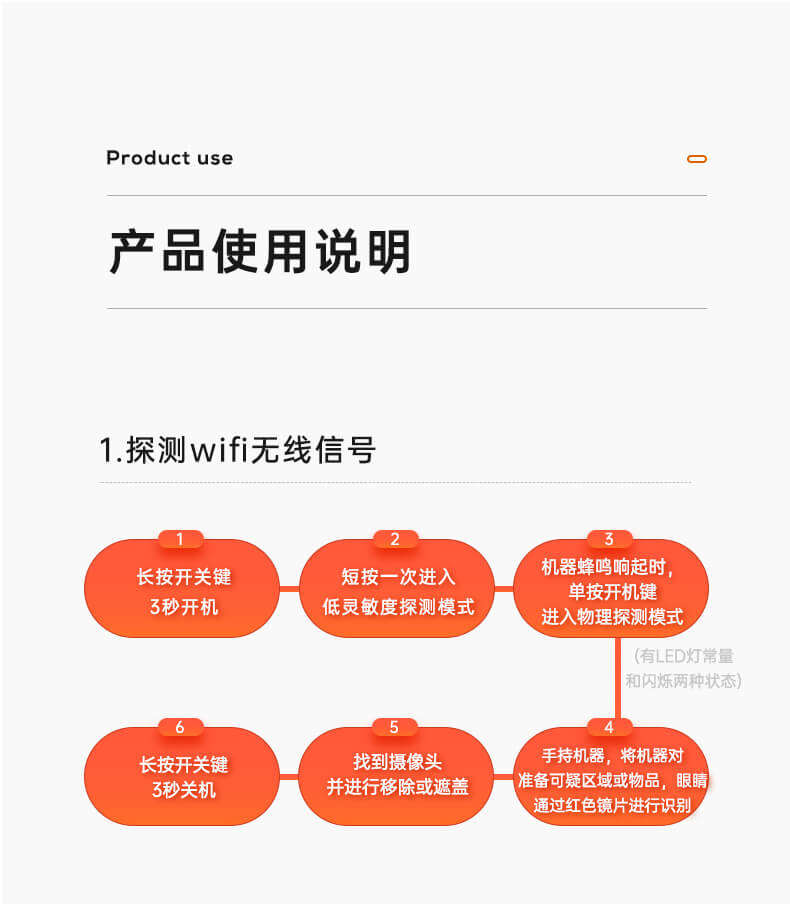 Product use
产品使用说明
1.探测wifi无线信号
1
长按开关键
3秒开机
2
短按一次进入
低灵敏度探测模式
3
机器蜂鸣响起时，
单按开机键
进入物理探测模式
(有LED灯常量
和闪烁两种状态)
4
手持机器，将机器对
准备可疑区域或物品，眼睛
通过红色镜片进行识别
5
找到摄像头
并进行移除或遮盖
6
长按开关键
3秒关机